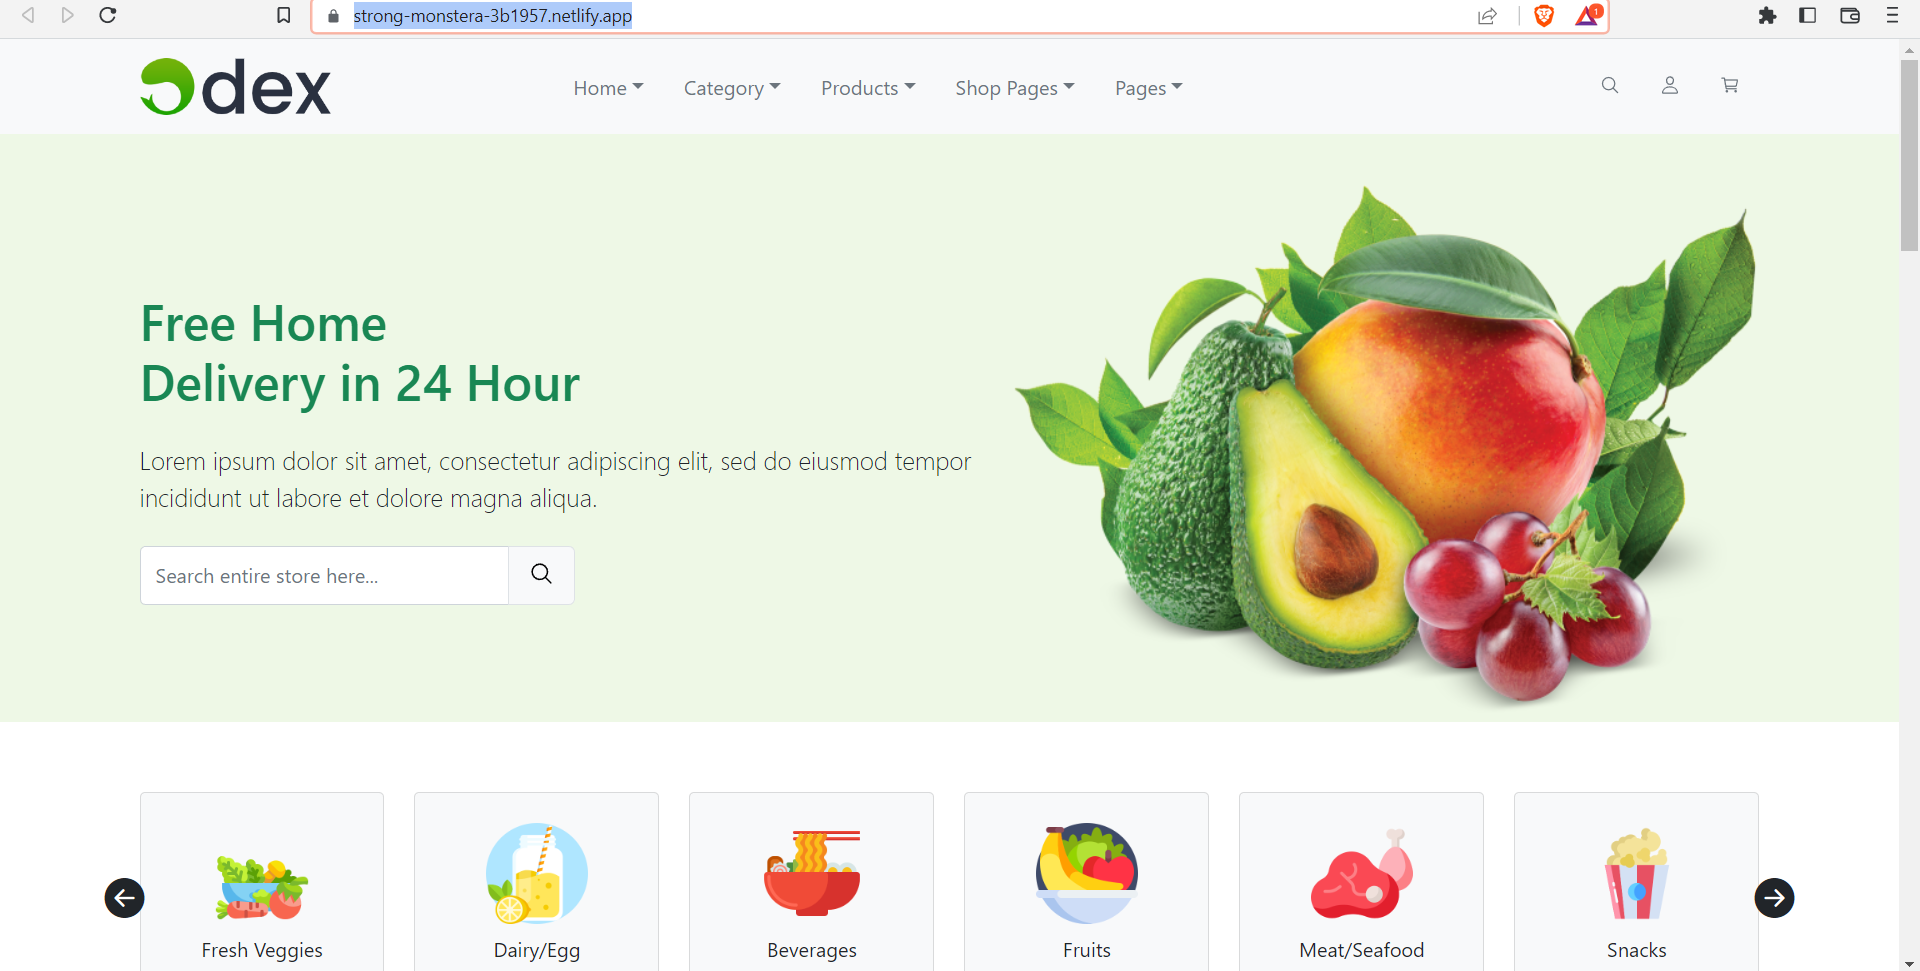 strong-monstera-3b1957.netlify.app
1
dex
Home Category Products Shop Pages Pages
Free Home
Delivery in 24 Hour
Lorem ipsum dolor sit amet, consectetur adipiscing elit, sed do eiusmod tempor
incididunt ut labore et dolore magna aliqua.
Search entire store here...
Fresh Veggies Dairy/Egg Beverages Fruits Meat/Seafood Snacks